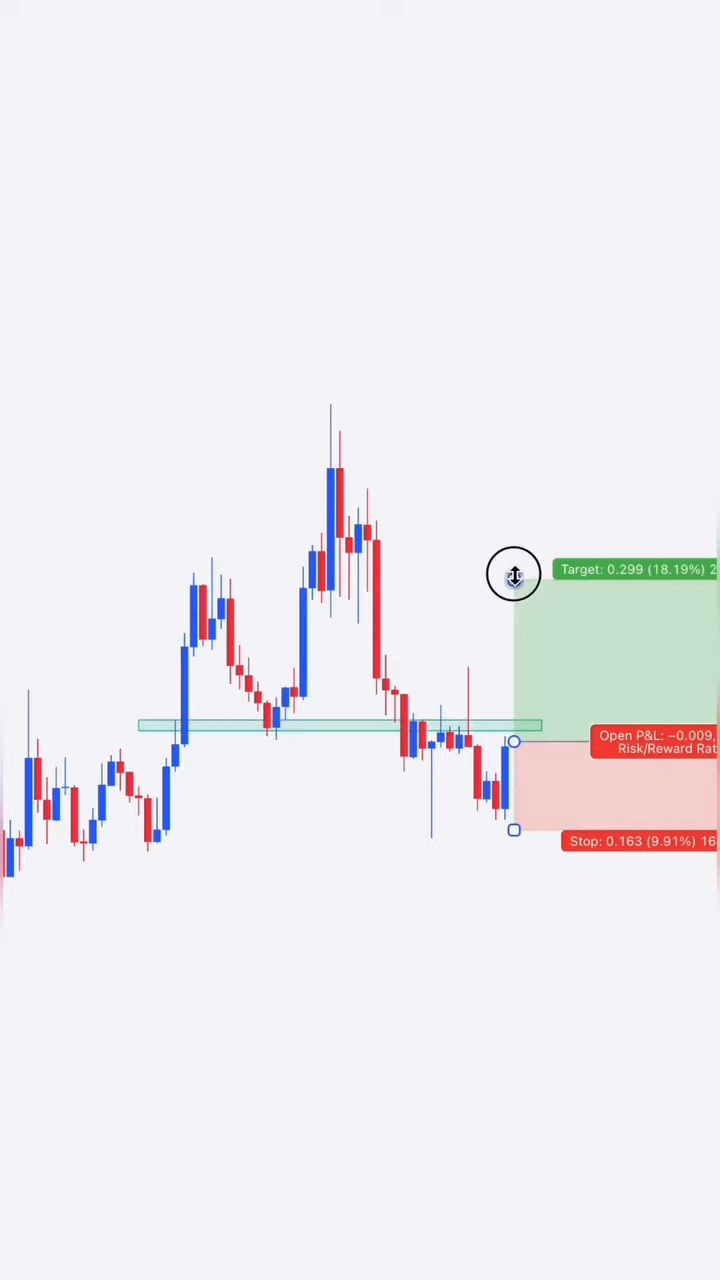 Target: 0.299 (18.19%) 2
Open P&L: −0.009,
Risk/Reward Rat
Stop: 0.163 (9.91%) 16